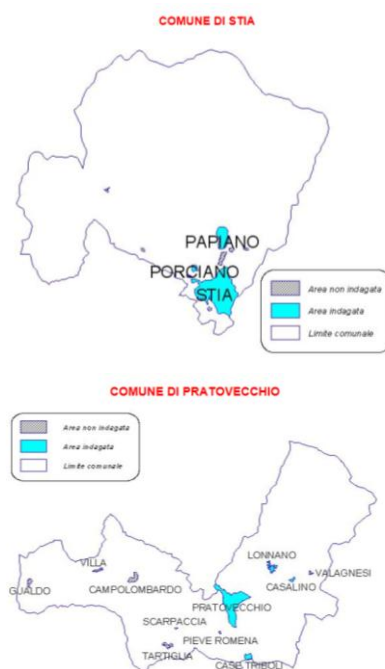 COMUNE DI STIA
PAPIANO
PORCIANO
STIA
Area non indagata
Area indagata
Limite comunale
COMUNE DI PRATOVECCHIO
Area non indagata
Area indagata
Limite comunale
LONNANO
VILLA
VALAGNESI
GUALDO
CAMPOLOMBARDO
CASALINO
PRATOVECCHIO
SCARPACCIA
PIEVE ROMENA
TARTIGLIA
CASE TRIBOLI